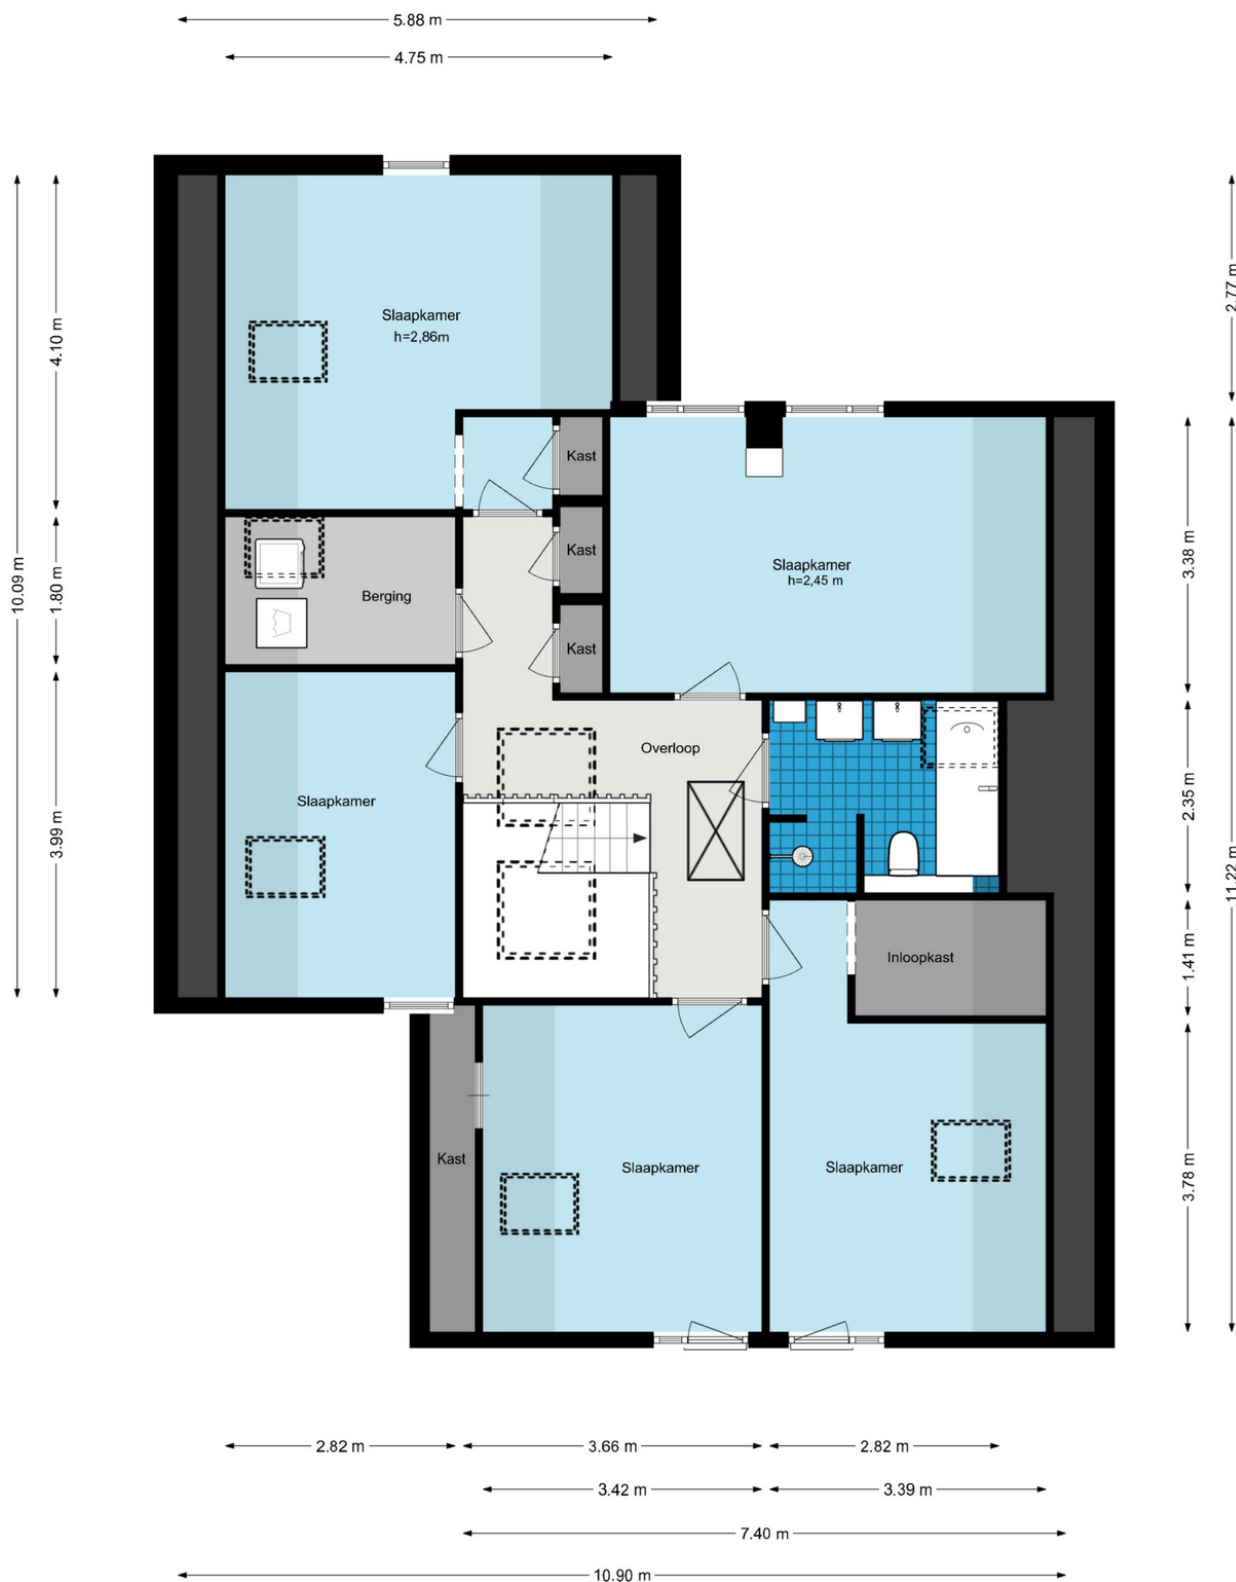 5.88 m
4.75 m
Slaapkamer
h=2,86m
2.77 m
4.10 m
Kast
Kast
Slaapkamer
h=2,45 m
3.38 m
10.09 m
1.80 m
Berging
Kast
Overloop
Slaapkamer
2.35 m
3.99 m
11.22 m
Inloopkast
1.41 m
Kast
Slaapkamer
Slaapkamer
3.78 m
2.82 m
3.66 m
2.82 m
3.42 m
3.39 m
7.40 m
10.90 m